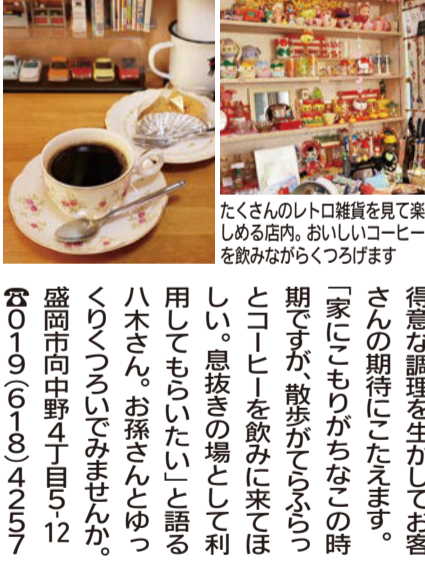 たくさんのレトロ雑貨を見て楽
しめる店内。おいしいコーヒー
を飲みながらくつろげます
得意な調理を生かしてお客
さんの期待にこたえます。
「家にこもりがちなこの時
期ですが、散歩がてらふらっ
とコーヒーを飲みに来てほ
しい。息抜きの場として利
用してもらいたい」と語る
八木さん。お孫さんとゆっ
くりくつろいでみませんか。
盛岡市向中野4丁目5-12
☎019(618)4257